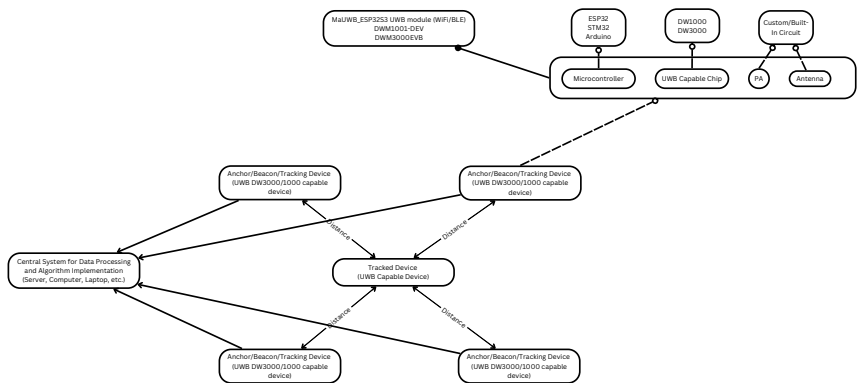 MaUWB_ESP32S3 UWB module (WiFi/BLE)
DWM1001-DEV
DWM3000EVB
ESP32
STM32
Arduino
DW1000
DW3000
Custom/Built-
In Circuit
Microcontroller
UWB Capable Chip
PA
Antenna
Anchor/Beacon/Tracking Device
(UWB DW3000/1000 capable
device)
Anchor/Beacon/Tracking Device
(UWB DW3000/1000 capable
device)
Distance
Distance
Central System for Data Processing
and Algorithm Implementation
(Server, Computer, Laptop, etc.)
Tracked Device
(UWB Capable Device)
Distance
Distance
Anchor/Beacon/Tracking Device
(UWB DW3000/1000 capable
device)
Anchor/Beacon/Tracking Device
(UWB DW3000/1000 capable
device)